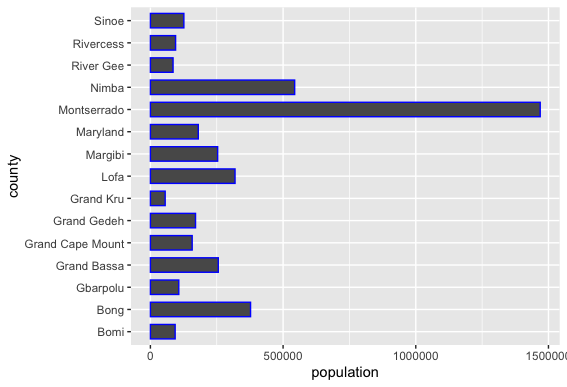 Sinoe
Rivercess
River Gee
Nimba
Montserrado
Maryland
Margibi
Lofa
Grand Kru
Grand Gedeh
Grand Cape Mount
Grand Bassa
Gbarpolu
Bong
Bomi
county
0 500000 1000000 1500000
population